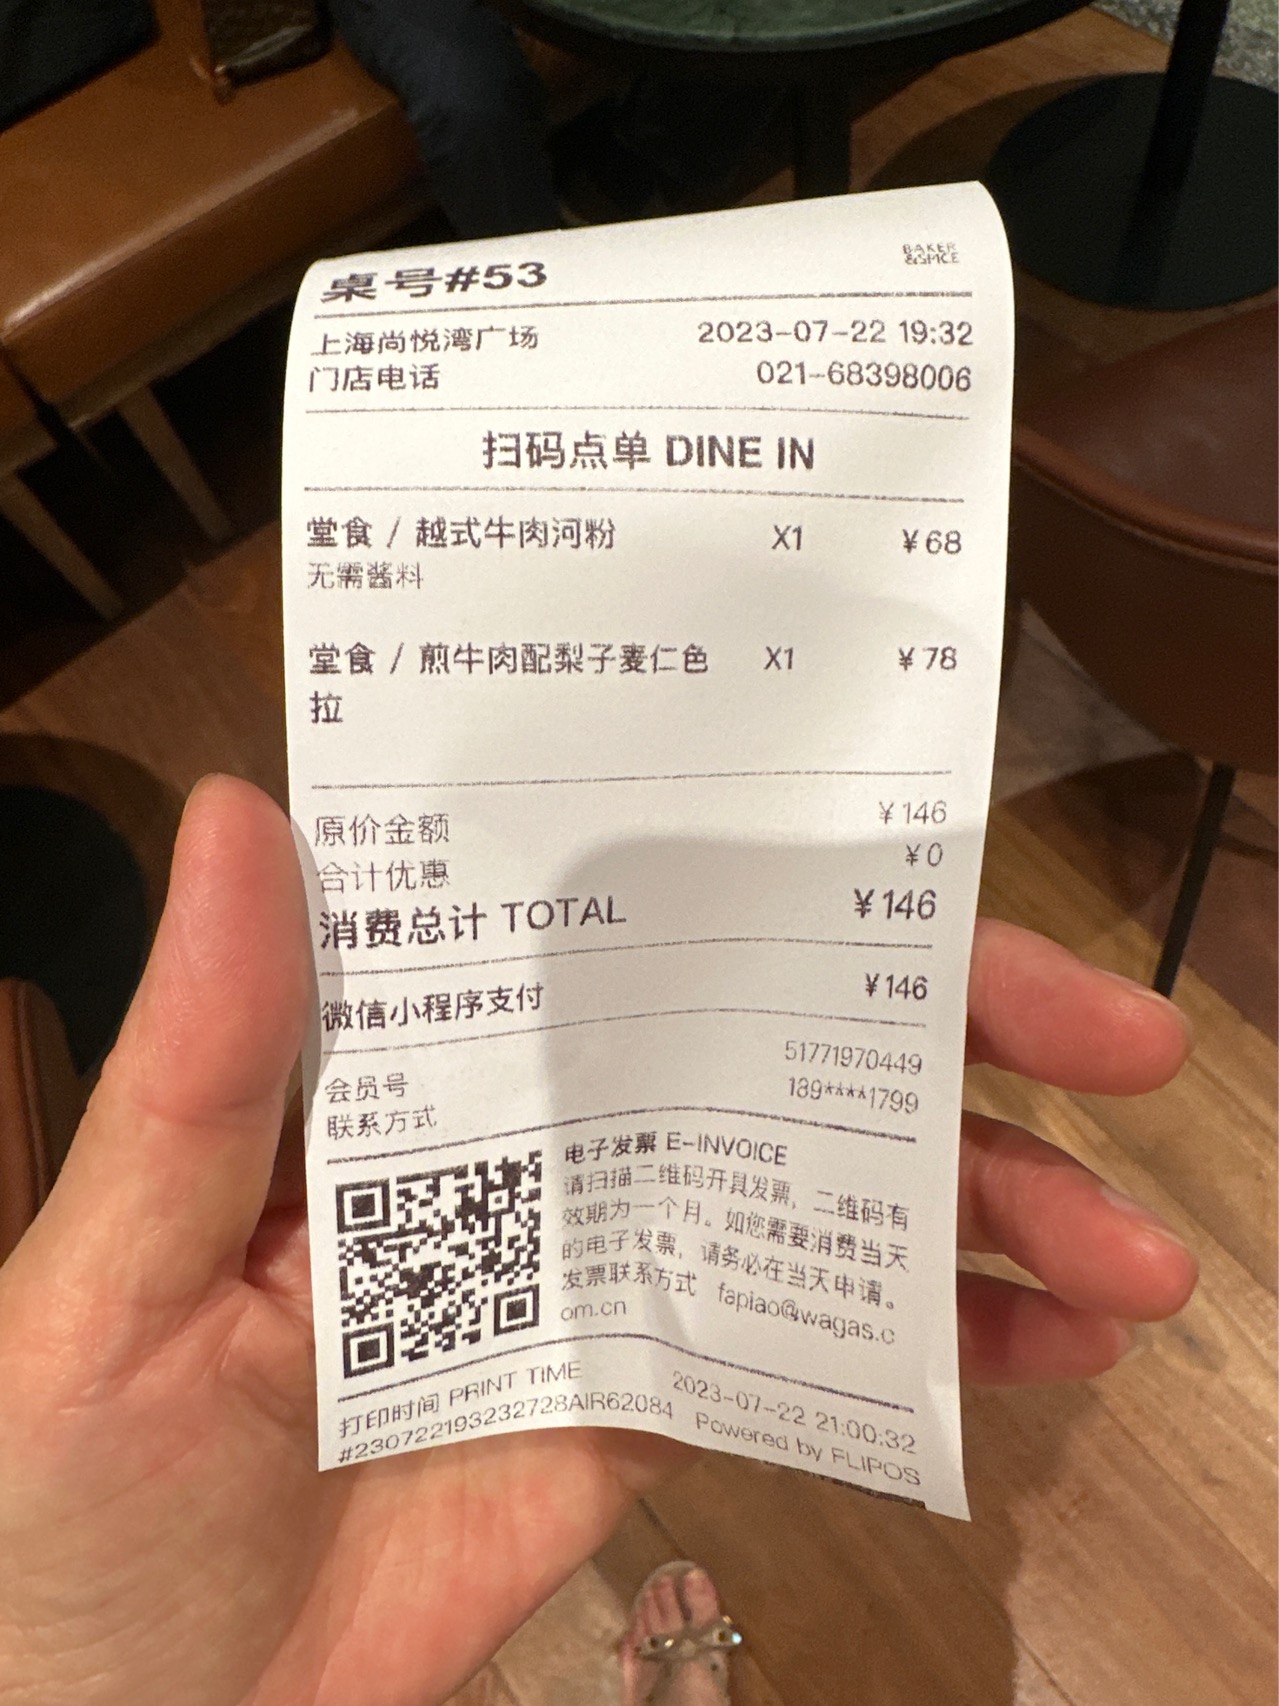 桌号#53
BAKER
&SPICE
上海尚悦湾广场 2023-07-22 19:32
门店电话 021-68398006
扫码点单 DINE IN
堂食 / 越式牛肉河粉 X1 ¥68
无需酱料
堂食 / 煎牛肉配梨子麦仁色 X1 ¥78
拉
原价金额 ¥146
合计优惠 ¥0
消费总计 TOTAL ¥146
微信小程序支付 ¥146
会员号 51771970449
联系方式 189****1799
电子发票 E-INVOICE
请扫描二维码开具发票，二维码有
效期为一个月。如您需要消费当天
的电子发票，请务必在当天申请。
发票联系方式 fapiao@wagas.c
om.cn
打印时间 PRINT TIME 2023-07-22 21:00:32
#230722193232728AIR62084 Powered by FLIPOS